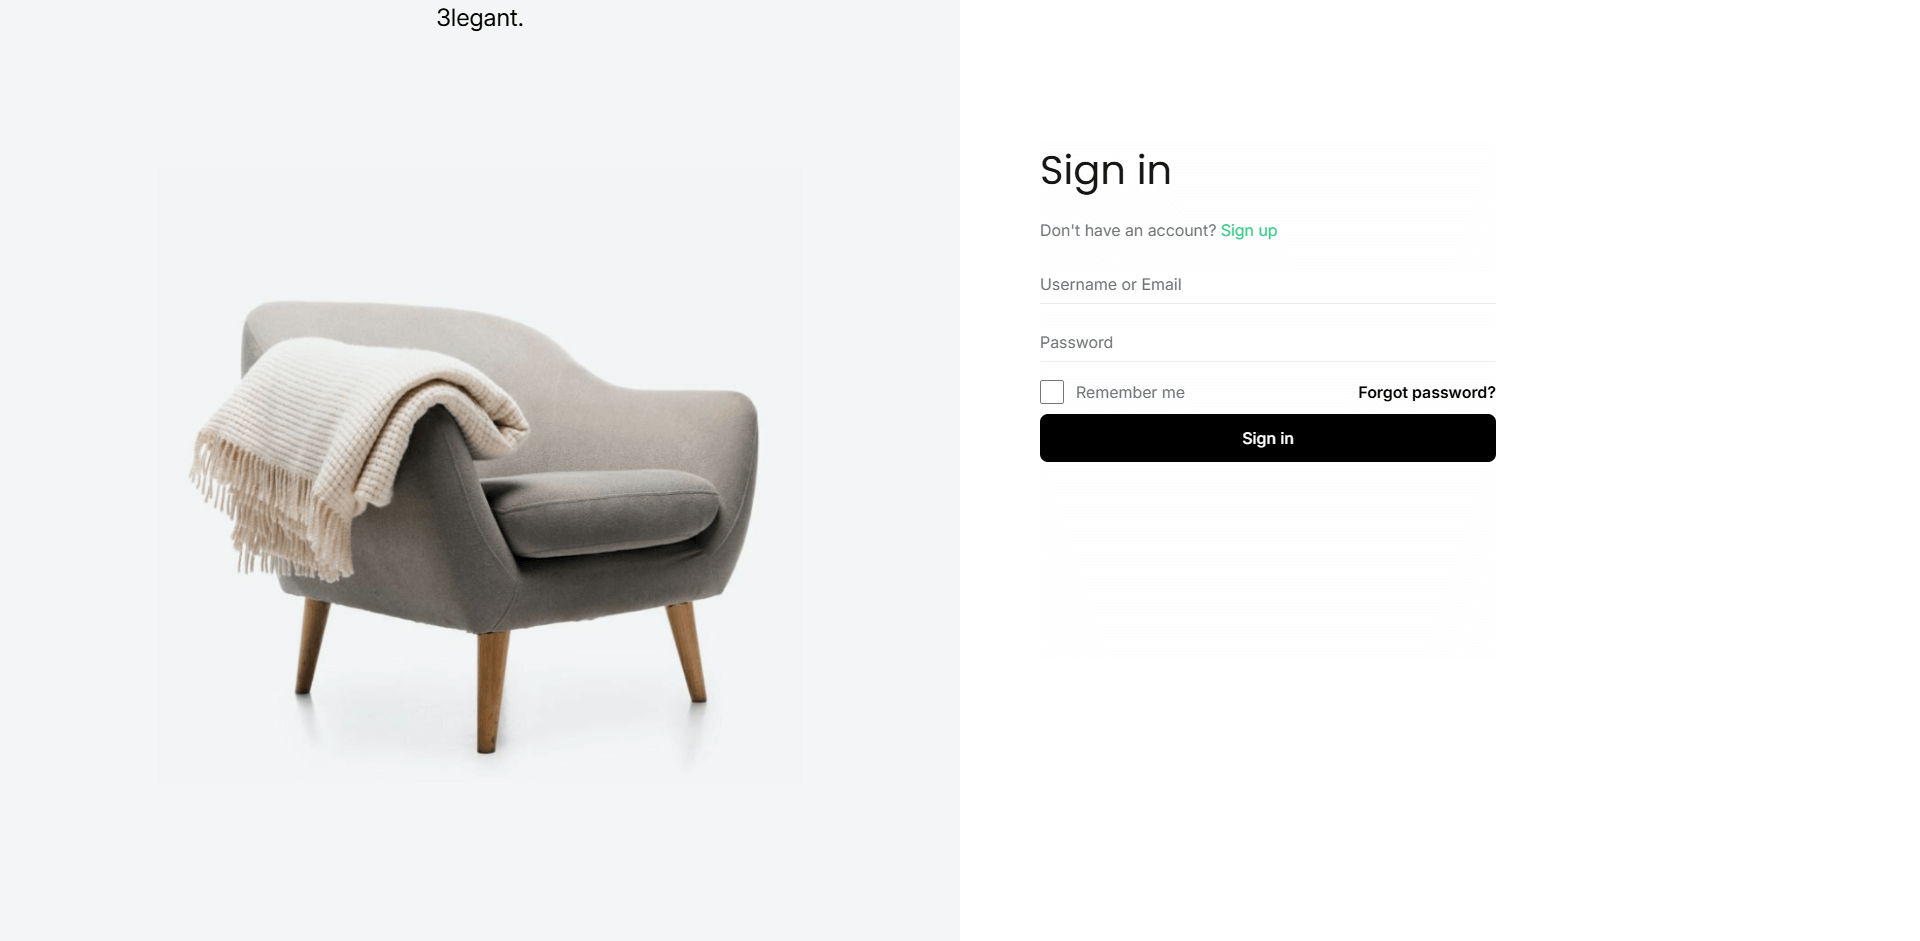 3legant.
Sign in
Don't have an account? Sign up
Username or Email
Password
Remember me
Forgot password?
Sign in